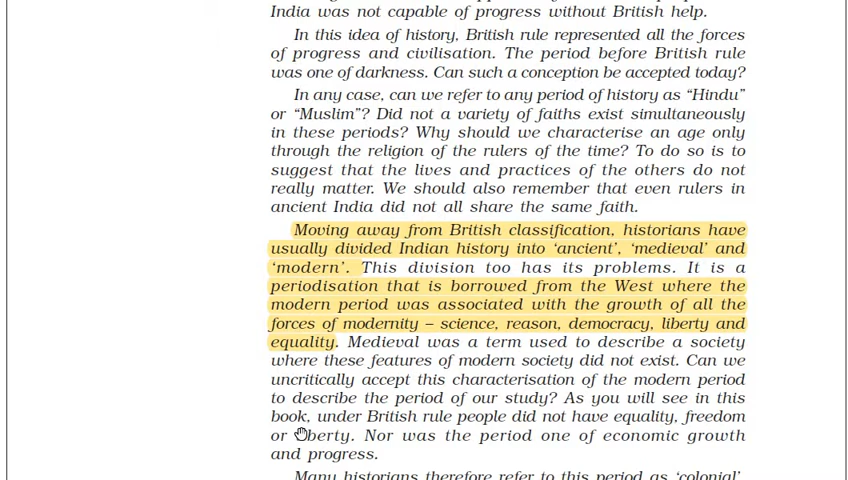 India was not capable of progress without British help.
In this idea of history, British rule represented all the forces
of progress and civilisation. The period before British rule
was one of darkness. Can such a conception be accepted today?
In any case, can we refer to any period of history as “Hindu”
or “Muslim”? Did not a variety of faiths exist simultaneously
in these periods? Why should we characterise an age only
through the religion of the rulers of the time? To do so is to
suggest that the lives and practices of the others do not
really matter. We should also remember that even rulers in
ancient India did not all share the same faith.
Moving away from British classification, historians have
usually divided Indian history into ‘ancient’, ‘medieval’ and
‘modern’. This division too has its problems. It is a
periodisation that is borrowed from the West where the
modern period was associated with the growth of all the
forces of modernity – science, reason, democracy, liberty and
equality. Medieval was a term used to describe a society
where these features of modern society did not exist. Can we
uncritically accept this characterisation of the modern period
to describe the period of our study? As you will see in this
book, under British rule people did not have equality, freedom
or liberty. Nor was the period one of economic growth
and progress.
Many historians therefore refer to this period as ‘colonial’.